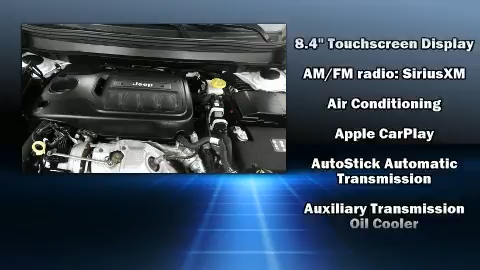 Jeep
8.4" Touchscreen Display
AM/FM radio: SiriusXM
Air Conditioning
Apple CarPlay
AutoStick Automatic
Transmission
Auxiliary Transmission
Oil Cooler